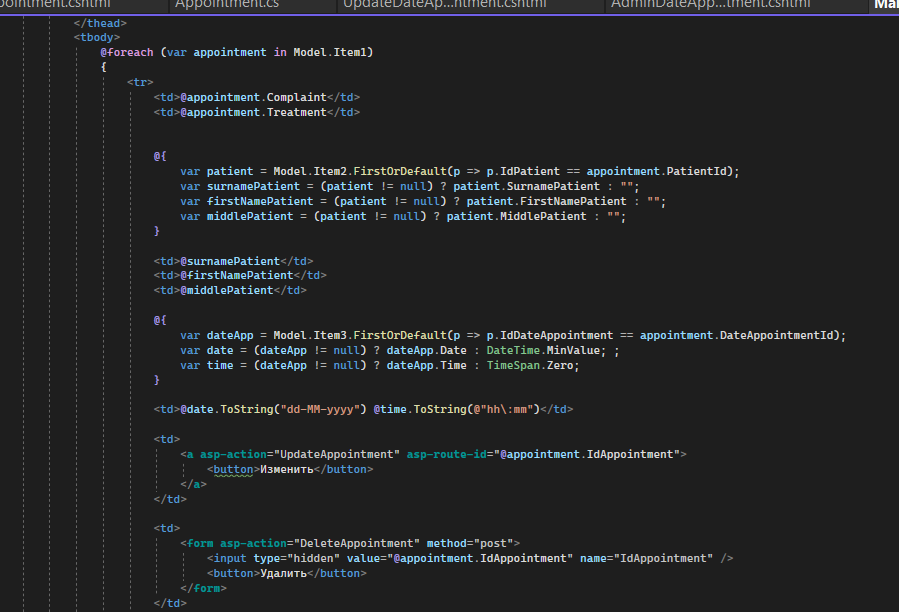 ointment.cshtml Appointment.cs UpdateDateAp...ntment.cshtml AdminDateApp...tment.cshtml
</thead>
<tbody>
@foreach (var appointment in Model.Item1)
{
<tr>
<td>@appointment.Complaint</td>
<td>@appointment.Treatment</td>
@{
var patient = Model.Item2.FirstOrDefault(p => p.IdPatient == appointment.PatientId);
var surnamePatient = (patient != null) ? patient.SurnamePatient : "";
var firstNamePatient = (patient != null) ? patient.FirstNamePatient : "";
var middlePatient = (patient != null) ? patient.MiddlePatient : "";
}
<td>@surnamePatient</td>
<td>@firstNamePatient</td>
<td>@middlePatient</td>
@{
var dateApp = Model.Item3.FirstOrDefault(p => p.IdDateAppointment == appointment.DateAppointmentId);
var date = (dateApp != null) ? dateApp.Date : DateTime.MinValue; ;
var time = (dateApp != null) ? dateApp.Time : TimeSpan.Zero;
}
<td>@date.ToString("dd-MM-yyyy") @time.ToString(@"hh\:mm")</td>
<td>
<a asp-action="UpdateAppointment" asp-route-id="@appointment.IdAppointment">
<button>Изменить</button>
</a>
</td>
<td>
<form asp-action="DeleteAppointment" method="post">
<input type="hidden" value="@appointment.IdAppointment" name="IdAppointment" />
<button>Удалить</button>
</form>
</td>